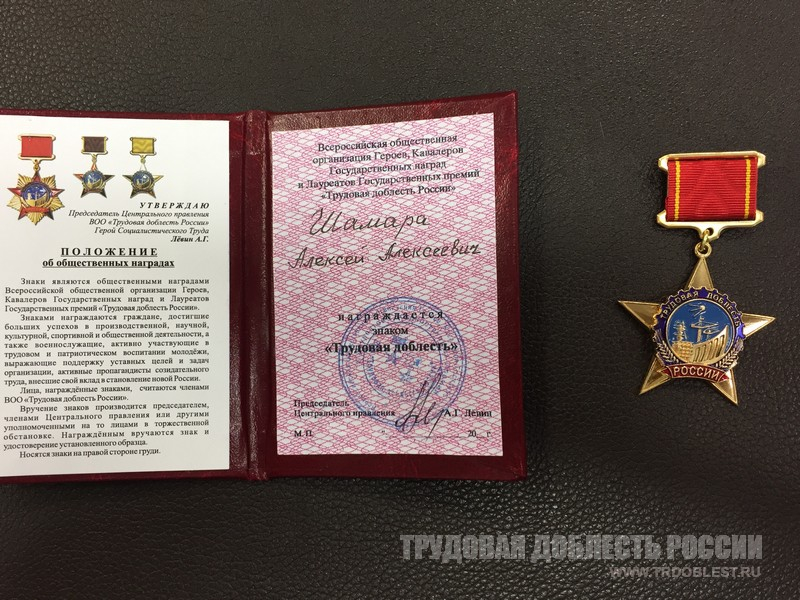 УТВЕРЖДАЮ
Председатель Центрального правления
ВОО «Трудовая доблесть России»
Герой Социалистического Труда
Лёвин А.Г.
ПОЛОЖЕНИЕ
об общественных наградах
Знаки являются общественными наградами
Всероссийской общественной организации Героев,
Кавалеров Государственных наград и Лауреатов
Государственных премий «Трудовая доблесть России».
Знаками награждаются граждане, достигшие
больших успехов в производственной, научной,
культурной, спортивной и общественной деятельности, а
также военнослужащие, активно участвующие в
трудовом и патриотическом воспитании молодёжи,
выражающие поддержку уставных целей и задач
организации, активные пропагандисты созидательного
труда, внесшие свой вклад в становление новой России.
Лица, награждённые знаками, считаются членами
ВОО «Трудовая доблесть России».
Вручение знаков производится председателем,
членами Центрального правления или другими
уполномоченными на то лицами в торжественной
обстановке. Награждённым вручаются знак и
удостоверение установленного образца.
Носятся знаки на правой стороне груди.
Всероссийская общественная
организация Героев, Кавалеров
Государственных наград
и Лауреатов Государственных премий
«Трудовая доблесть России»
Шамара
Алексей Алексеевич
награждается
знаком
«Трудовая доблесть»
Председатель
Центрального правления А.Г. Лёвин
М.П. 20__ г.
ТРУДОВАЯ ДОБЛЕСТЬ
РОССИИ
ТРУДОВАЯ ДОБЛЕСТЬ РОССИИ
WWW.TRDOBLEST.RU